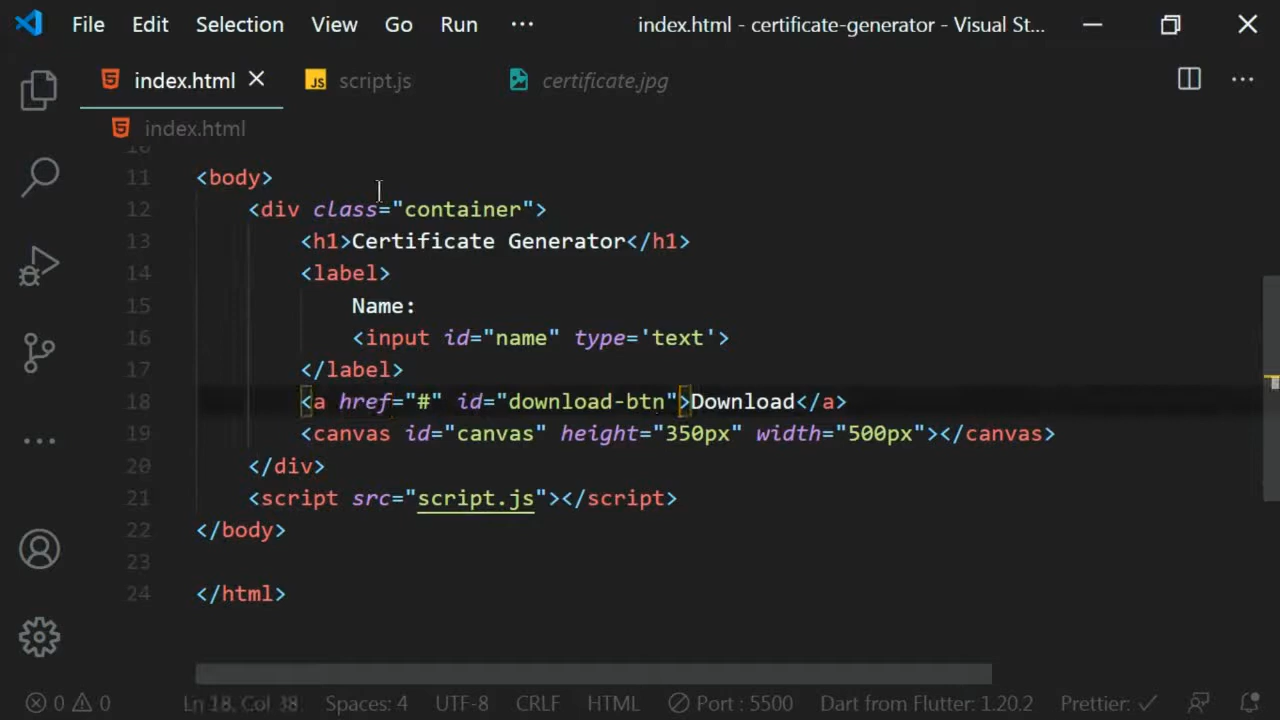 File Edit Selection View Go Run ··· index.html - certificate-generator - Visual St...
index.html JS script.js certificate.jpg
index.html
10
11 <body>
12 <div class="container">
13 <h1>Certificate Generator</h1>
14 <label>
15 Name:
16 <input id="name" type='text'>
17 </label>
18 <a href="#" id="download-btn">Download</a>
19 <canvas id="canvas" height="350px" width="500px"></canvas>
20 </div>
21 <script src="script.js"></script>
22 </body>
23
24 </html>
0 0 Ln 18, Col 38 Spaces: 4 UTF-8 CRLF HTML Port : 5500 Dart from Flutter: 1.20.2 Prettier: ✓